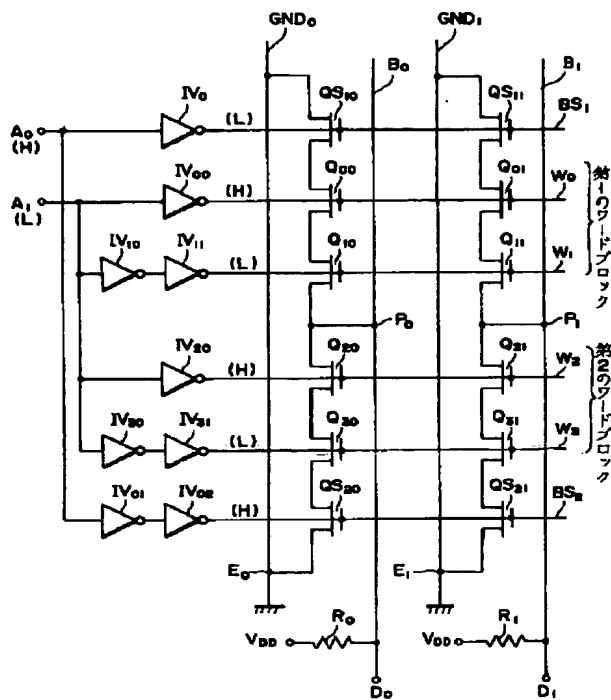 GND₀ GND₁
B₀ B₁
IV₀ (L) QS₁₀ QS₁₁ BS₁
A₀
(H)
IV₀₀ (H) Q₀₀ Q₀₁ W₀
A₁
(L)
IV₁₀ IV₁₁ (L) Q₁₀ Q₁₁ W₁
第1のワードブロック
P₀ P₁
IV₂₀ (H) Q₂₀ Q₂₁ W₂
IV₃₀ IV₃₁ (L) Q₃₀ Q₃₁ W₃
第2のワードブロック
IV₀₁ IV₀₂ (H) QS₂₀ QS₂₁ BS₂
E₀ E₁
R₀ R₁
VDD VDD
D₀ D₁